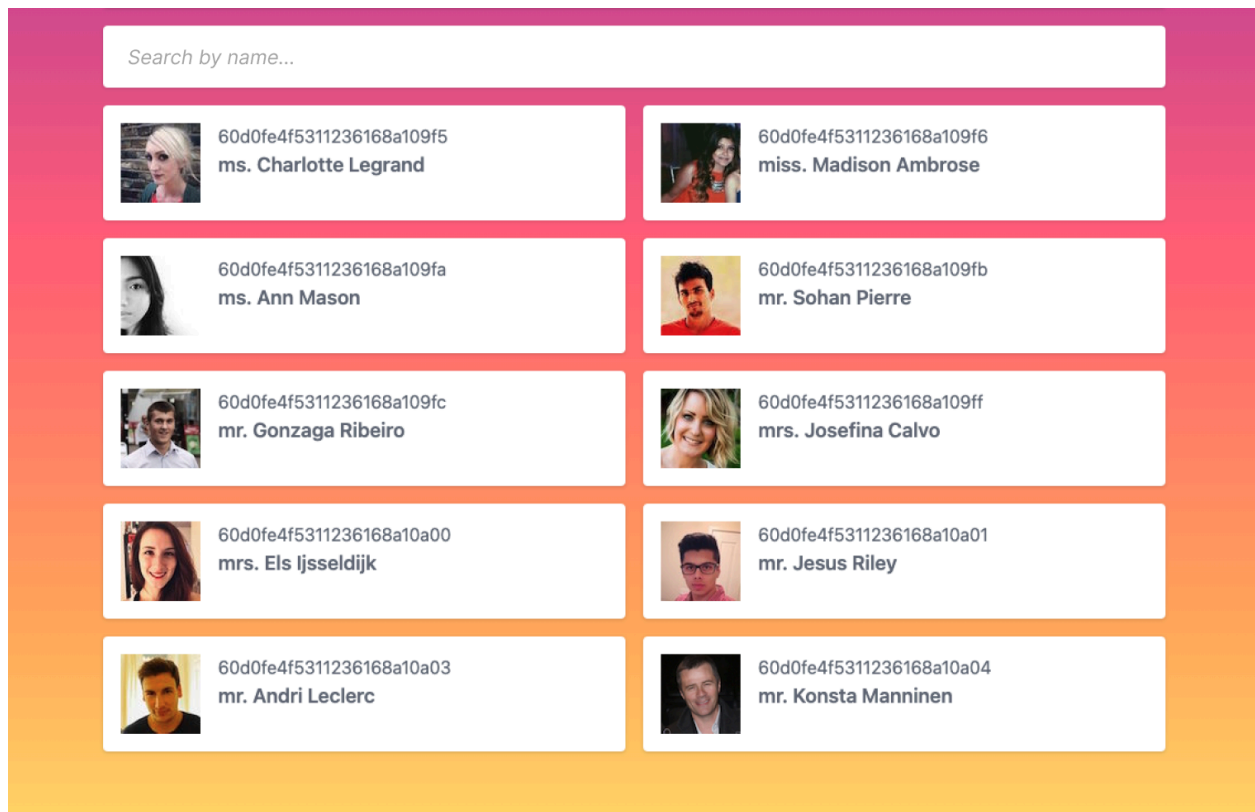 Search by name...
60d0fe4f5311236168a109f5
ms. Charlotte Legrand
60d0fe4f5311236168a109f6
miss. Madison Ambrose
60d0fe4f5311236168a109fa
ms. Ann Mason
60d0fe4f5311236168a109fb
mr. Sohan Pierre
60d0fe4f5311236168a109fc
mr. Gonzaga Ribeiro
60d0fe4f5311236168a109ff
mrs. Josefina Calvo
60d0fe4f5311236168a10a00
mrs. Els Ijsseldijk
60d0fe4f5311236168a10a01
mr. Jesus Riley
60d0fe4f5311236168a10a03
mr. Andri Leclerc
60d0fe4f5311236168a10a04
mr. Konsta Manninen